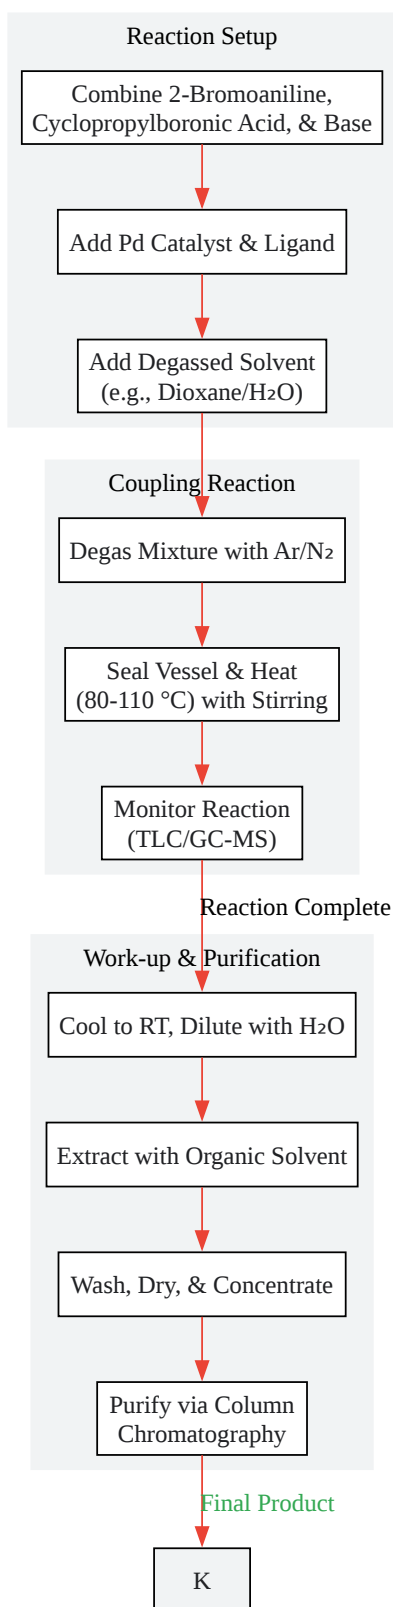 Reaction Setup
Combine 2-Bromoaniline,
Cyclopropylboronic Acid, & Base
Add Pd Catalyst & Ligand
Add Degassed Solvent
(e.g., Dioxane/H₂O)
Coupling Reaction
Degas Mixture with Ar/N₂
Seal Vessel & Heat
(80-110 °C) with Stirring
Monitor Reaction
(TLC/GC-MS)
Reaction Complete
Work-up & Purification
Cool to RT, Dilute with H₂O
Extract with Organic Solvent
Wash, Dry, & Concentrate
Purify via Column
Chromatography
Final Product
K